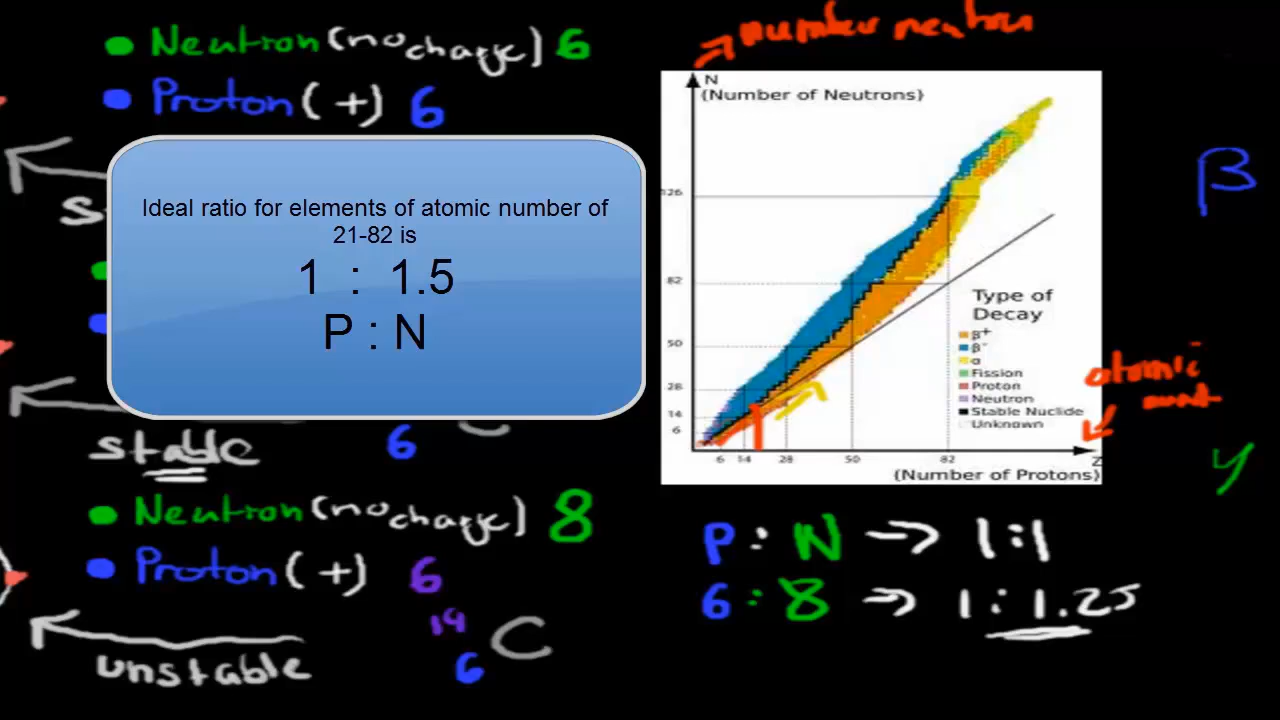 Neutron (no charge) 6
Proton (+) 6
Ideal ratio for elements of atomic number of
21-82 is
1 : 1.5
P : N
6
stable
Neutron (no charge) 8
Proton (+) 6
14
6 C
unstable
number neutron
N
(Number of Neutrons)
126
82
50
28
14
6
6 14 28 50 82 Z
(Number of Protons)
Type of
Decay
β+
β-
α
Fission
Proton
Neutron
Stable Nuclide
Unknown
atomic
P : N → 1:1
6 : 8 → 1 : 1.25
β
γ